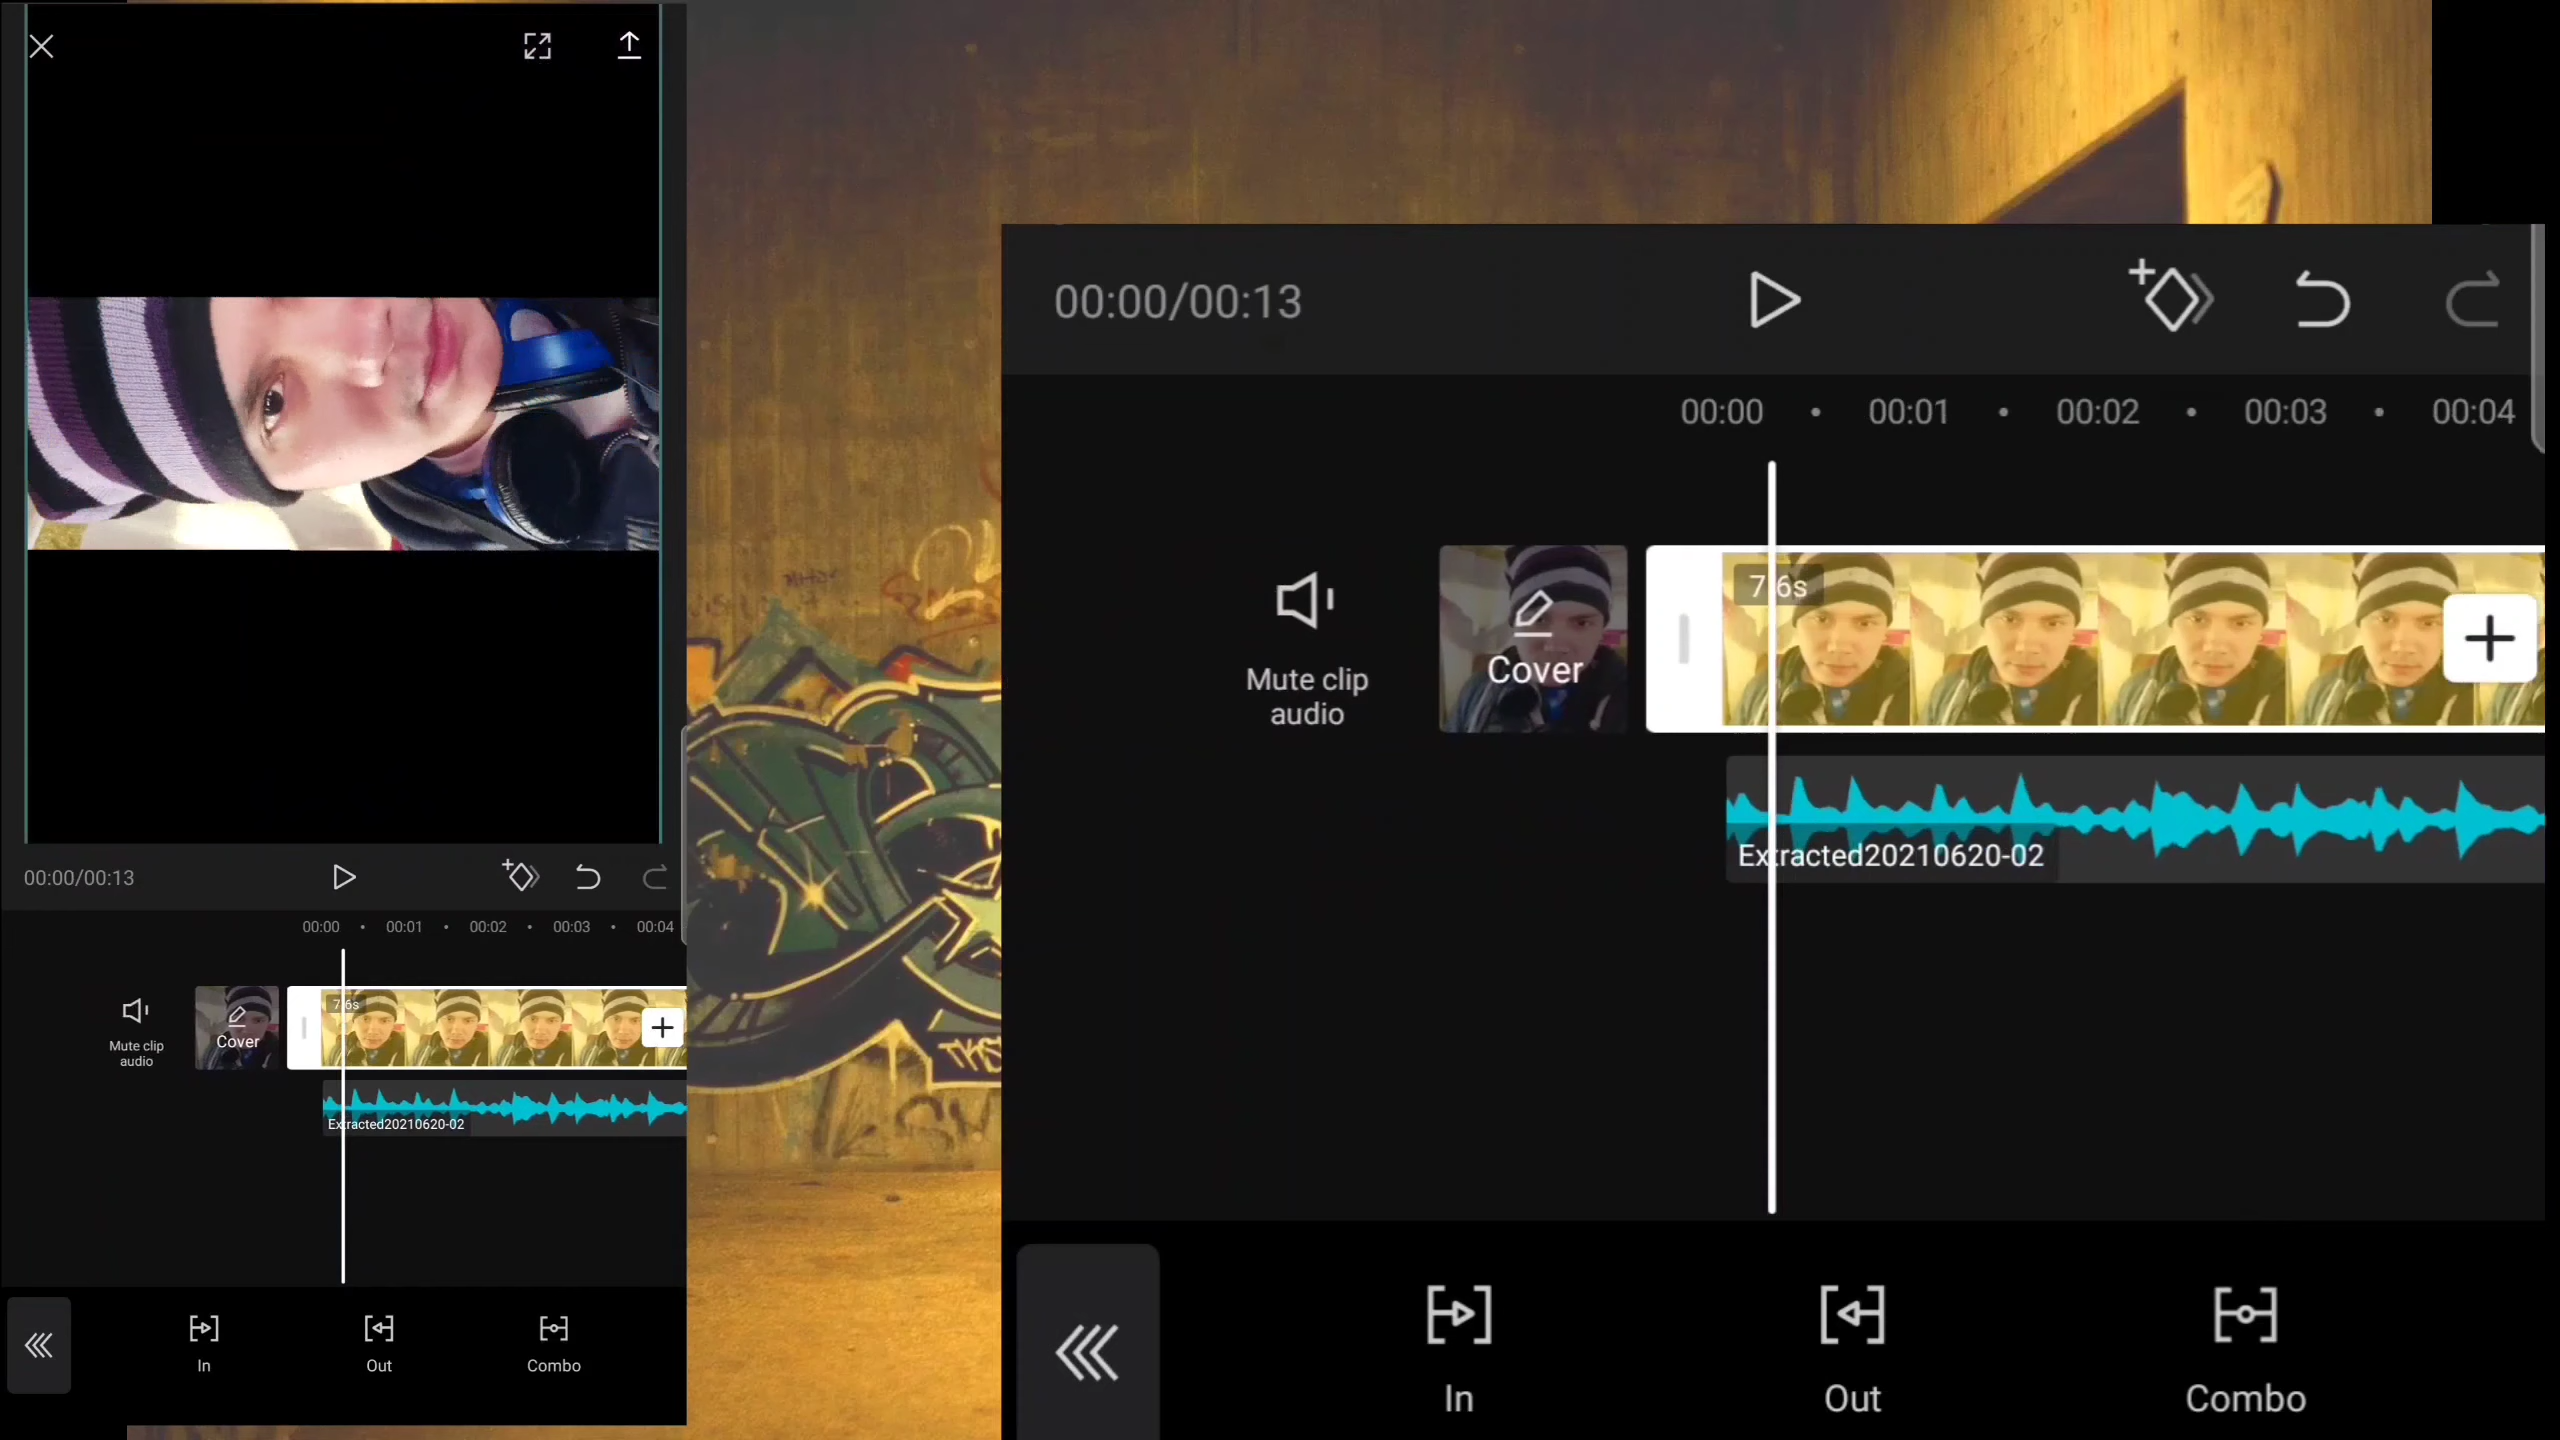 00:00/00:13
00:00 • 00:01 • 00:02 • 00:03 • 00:04
7.6s
Mute clip
audio
Cover
Extracted20210620-02
In
Out
Combo
00:00/00:13
00:00 • 00:01 • 00:02 • 00:03 • 00:04
7.6s
Mute clip
audio
Cover
Extracted20210620-02
In
Out
Combo